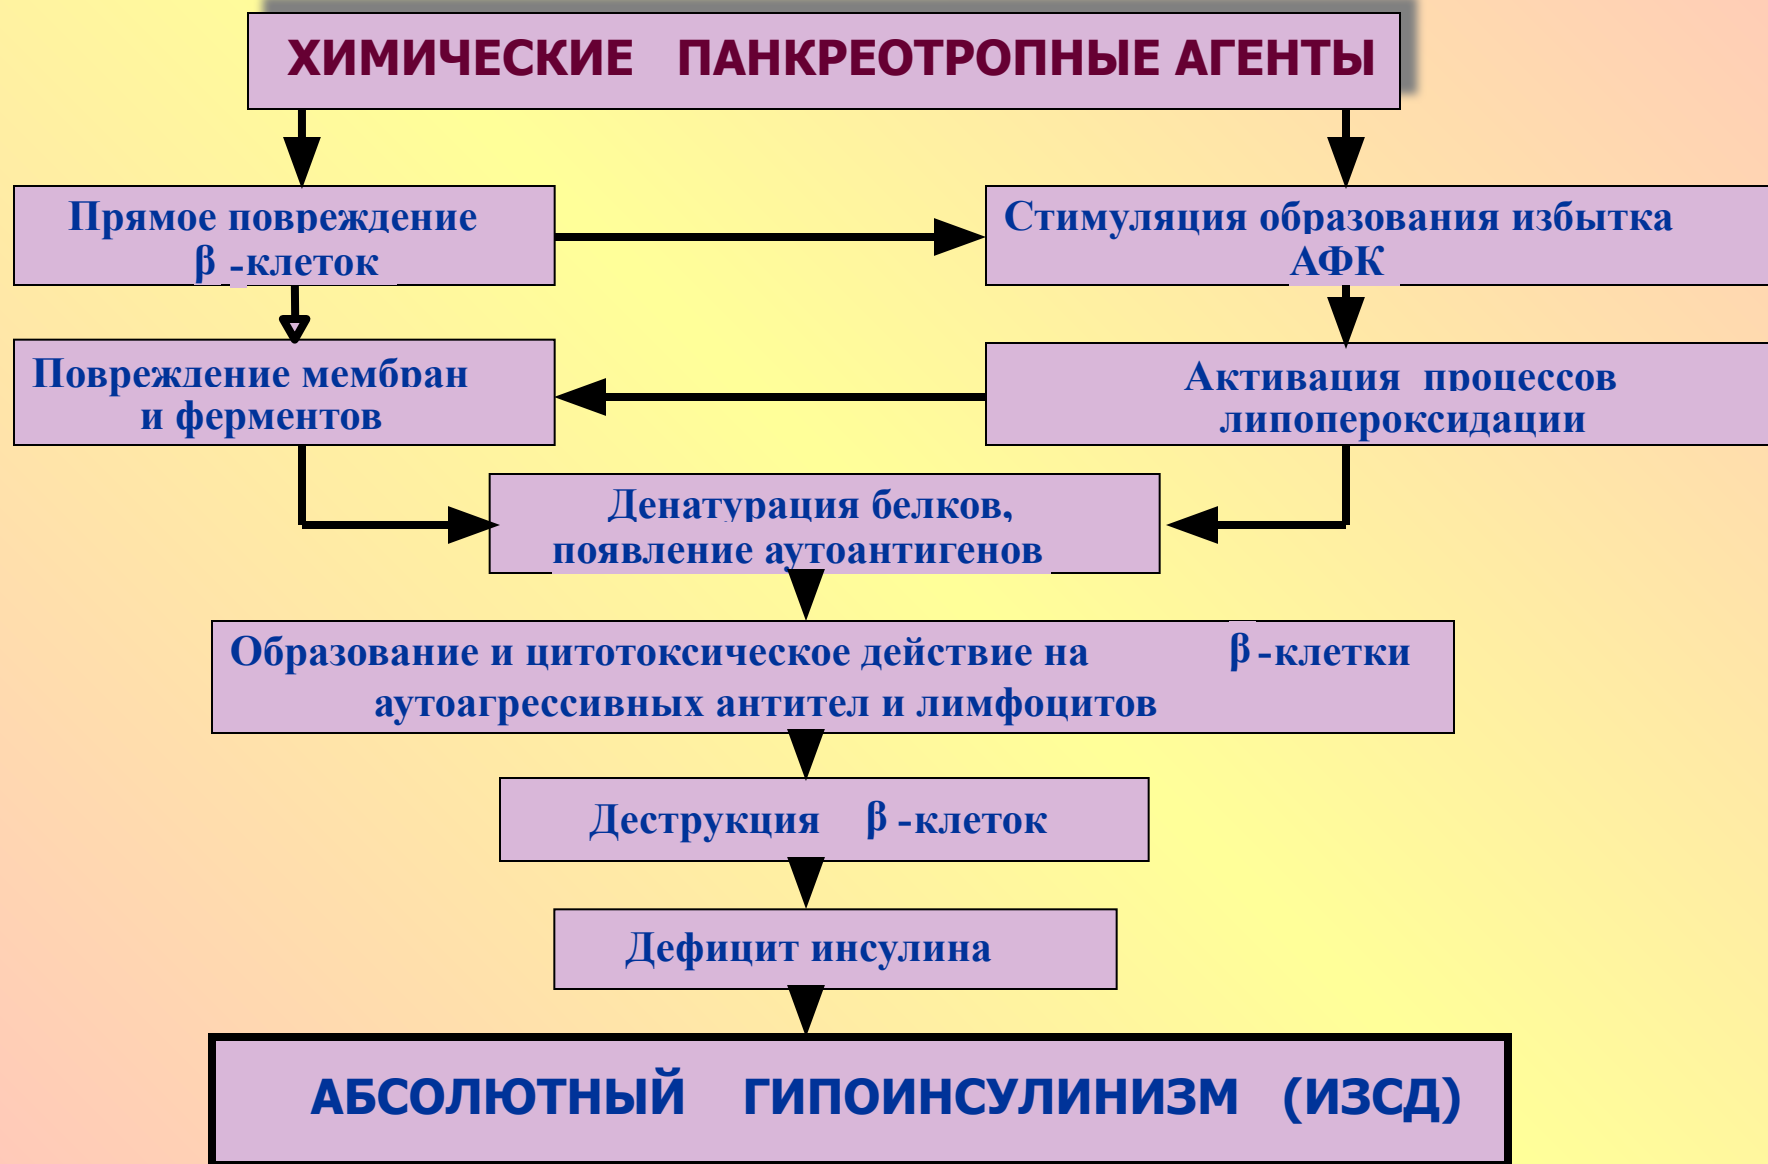 ХИМИЧЕСКИЕ ПАНКРЕОТРОПНЫЕ АГЕНТЫ
Прямое повреждение
β -клеток
Стимуляция образования избытка
АФК
Повреждение мембран
и ферментов
Активация процессов
липопероксидации
Денатурация белков,
появление аутоантигенов
Образование и цитотоксическое действие на β -клетки
аутоагрессивных антител и лимфоцитов
Деструкция β -клеток
Дефицит инсулина
АБСОЛЮТНЫЙ ГИПОИНСУЛИНИЗМ (ИЗСД)